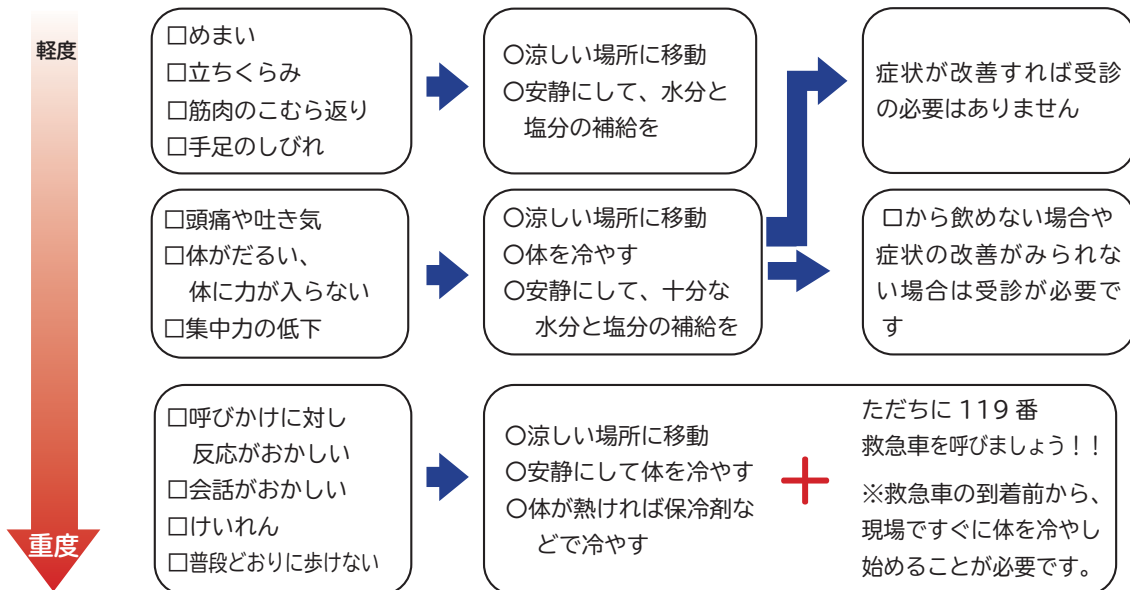 軽度
□めまい
□立ちくらみ
□筋肉のこむら返り
□手足のしびれ
○涼しい場所に移動
○安静にして、水分と
塩分の補給を
症状が改善すれば受診
の必要はありません
□頭痛や吐き気
□体がだるい、
体に力が入らない
□集中力の低下
○涼しい場所に移動
○体を冷やす
○安静にして、十分な
水分と塩分の補給を
口から飲めない場合や
症状の改善がみられな
い場合は受診が必要で
す
□呼びかけに対し
反応がおかしい
□会話がおかしい
□けいれん
□普段どおりに歩けない
○涼しい場所に移動
○安静にして体を冷やす
○体が熱ければ保冷剤な
どで冷やす
ただちに 119 番
救急車を呼びましょう!!
※救急車の到着前から、
現場ですぐに体を冷やし
始めることが必要です。
重度